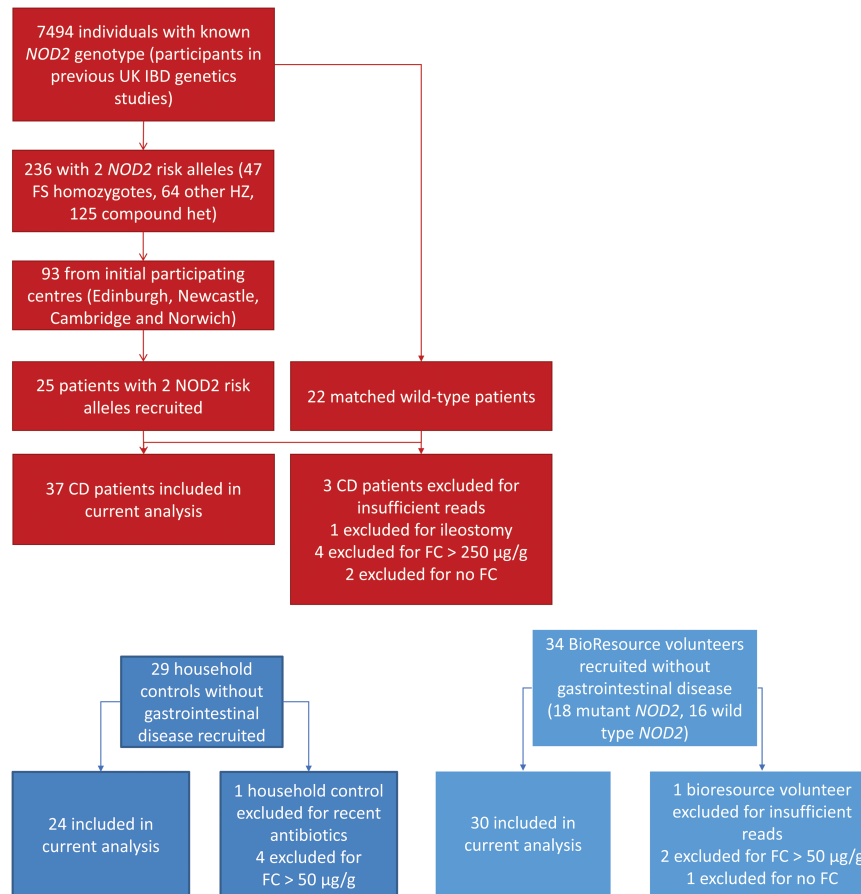 7494 individuals with known
NOD2 genotype (participants in
previous UK IBD genetics
studies)
236 with 2 NOD2 risk alleles (47
FS homozygotes, 64 other HZ,
125 compound het)
93 from initial participating
centres (Edinburgh, Newcastle,
Cambridge and Norwich)
25 patients with 2 NOD2 risk
alleles recruited
22 matched wild-type patients
37 CD patients included in
current analysis
3 CD patients excluded for
insufficient reads
1 excluded for ileostomy
4 excluded for FC > 250 µg/g
2 excluded for no FC
29 household
controls without
gastrointestinal
disease recruited
24 included in
current analysis
1 household control
excluded for recent
antibiotics
4 excluded for
FC > 50 µg/g
34 BioResource volunteers
recruited without
gastrointestinal disease
(18 mutant NOD2, 16 wild
type NOD2)
30 included in
current analysis
1 bioresource volunteer
excluded for insufficient
reads
2 excluded for FC > 50 µg/g
1 excluded for no FC